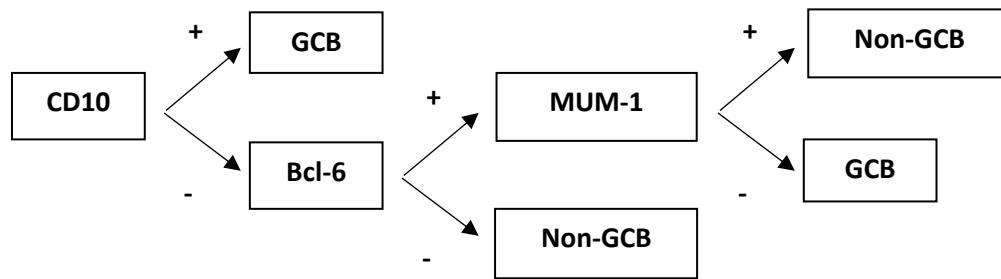 +
GCB
+
Non-GCB
CD10
+
MUM-1
-
Bcl-6
-
GCB
-
Non-GCB